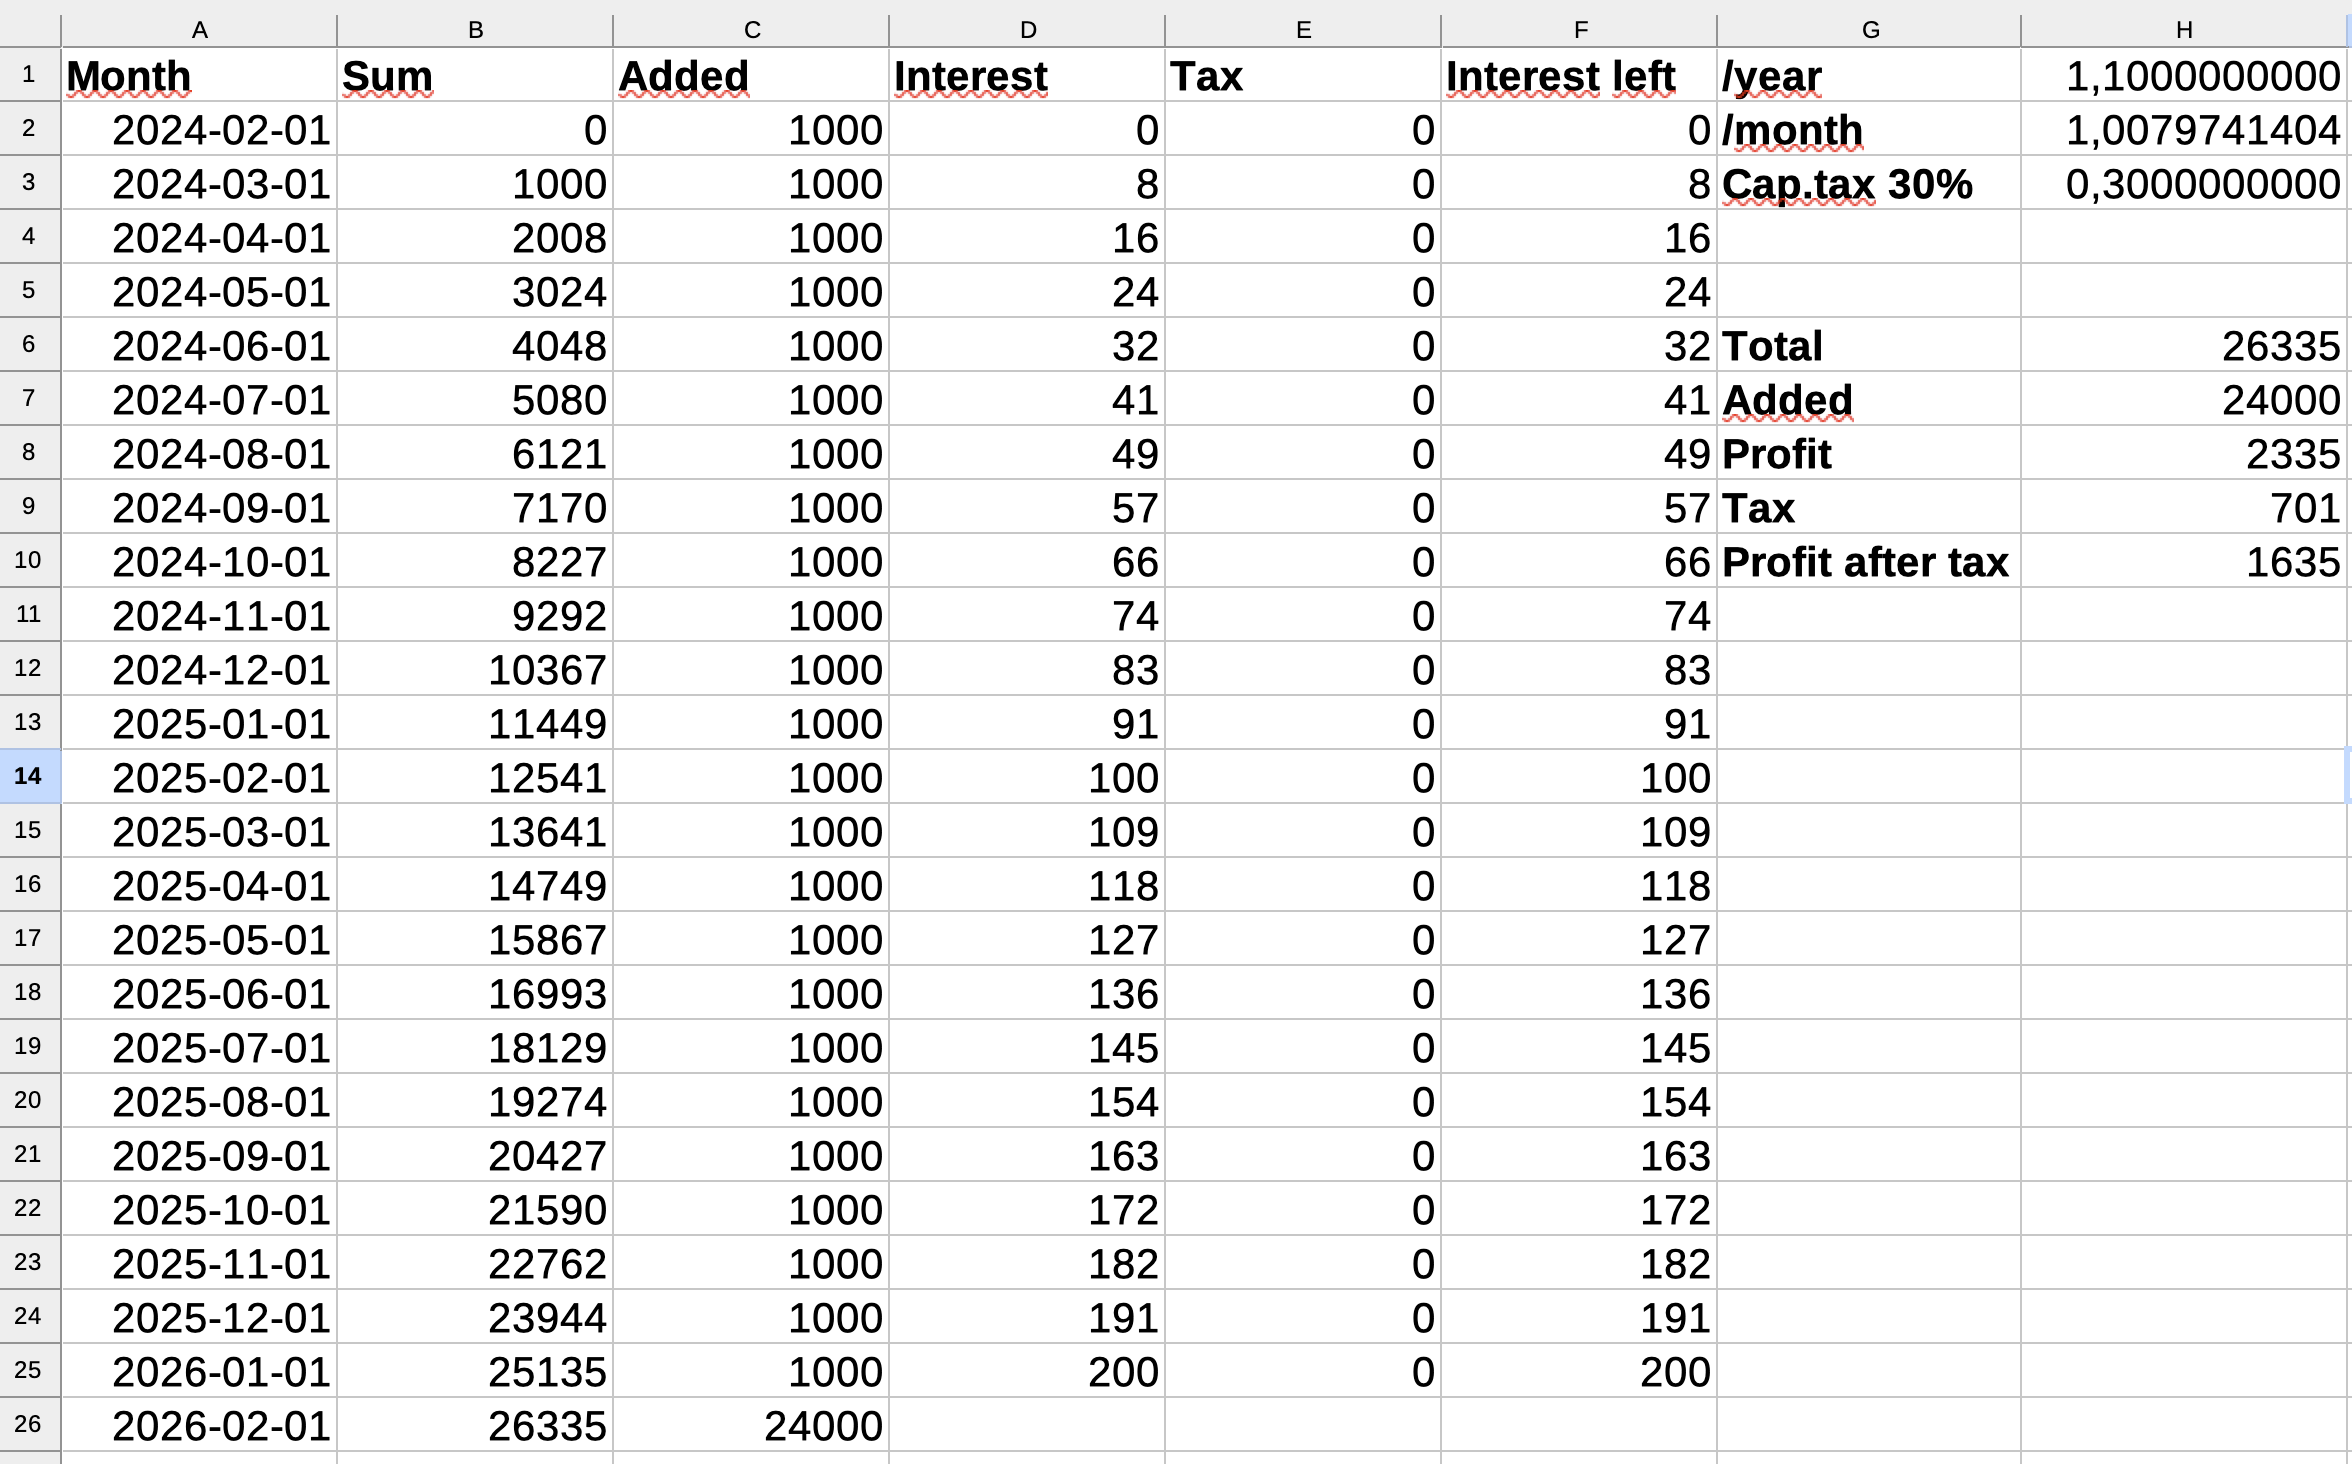 A B C D E F G H
1 Month Sum Added Interest Tax Interest left /year 1,1000000000
2 2024-02-01 0 1000 0 0 0 /month 1,0079741404
3 2024-03-01 1000 1000 8 0 8 Cap.tax 30% 0,3000000000
4 2024-04-01 2008 1000 16 0 16
5 2024-05-01 3024 1000 24 0 24
6 2024-06-01 4048 1000 32 0 32 Total 26335
7 2024-07-01 5080 1000 41 0 41 Added 24000
8 2024-08-01 6121 1000 49 0 49 Profit 2335
9 2024-09-01 7170 1000 57 0 57 Tax 701
10 2024-10-01 8227 1000 66 0 66 Profit after tax 1635
11 2024-11-01 9292 1000 74 0 74
12 2024-12-01 10367 1000 83 0 83
13 2025-01-01 11449 1000 91 0 91
14 2025-02-01 12541 1000 100 0 100
15 2025-03-01 13641 1000 109 0 109
16 2025-04-01 14749 1000 118 0 118
17 2025-05-01 15867 1000 127 0 127
18 2025-06-01 16993 1000 136 0 136
19 2025-07-01 18129 1000 145 0 145
20 2025-08-01 19274 1000 154 0 154
21 2025-09-01 20427 1000 163 0 163
22 2025-10-01 21590 1000 172 0 172
23 2025-11-01 22762 1000 182 0 182
24 2025-12-01 23944 1000 191 0 191
25 2026-01-01 25135 1000 200 0 200
26 2026-02-01 26335 24000